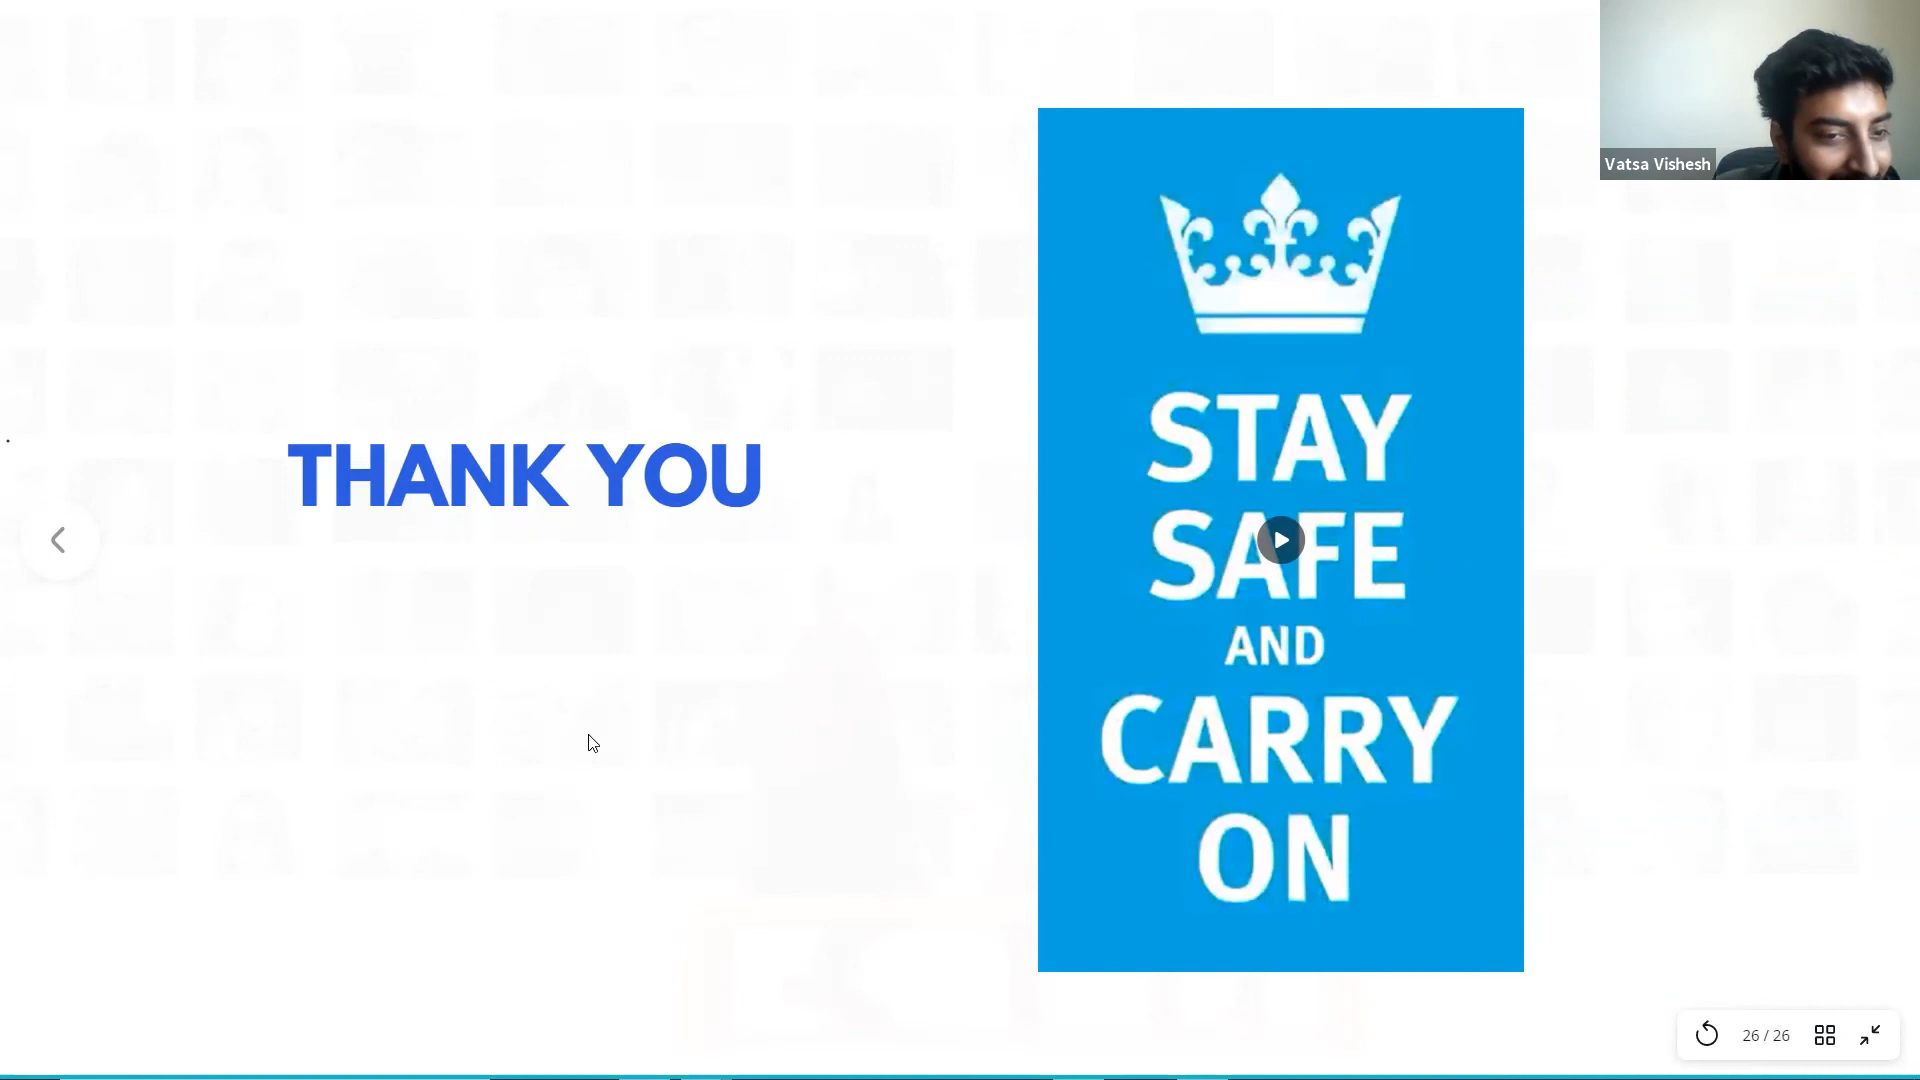 THANK YOU
STAY
SAFE
AND
CARRY
ON
Vatsa Vishesh
26 / 26